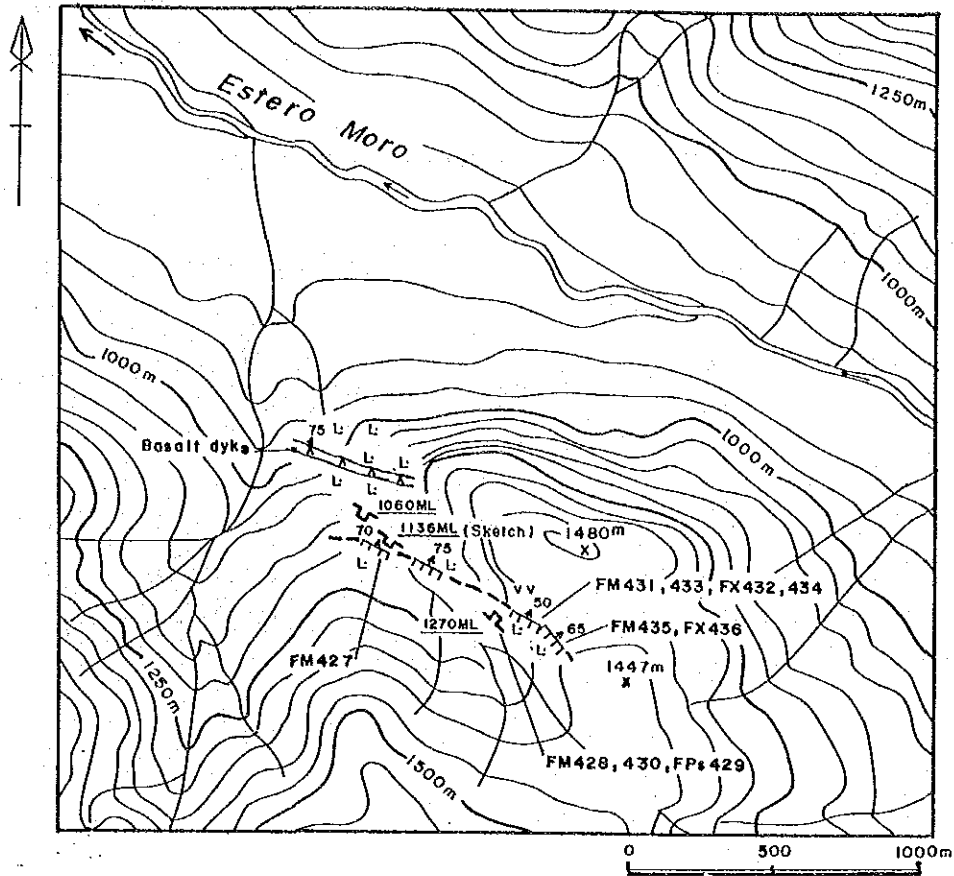 Estero Moro
1250m
1000m
1000m
75
Basalt dyke
1000m
1060ML
1136ML (Sketch)
1480m
70
75
FM431, 433, FX432, 434
50
FM435, FX436
65
1270ML
FM427
1447m
1250m
FM428, 430, FPs 429
1500m
0 500 1000m